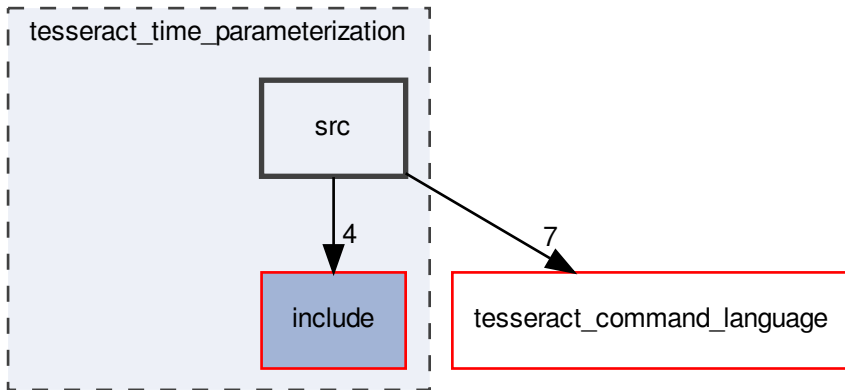 tesseract_time_parameterization
src
4
7
include
tesseract_command_language